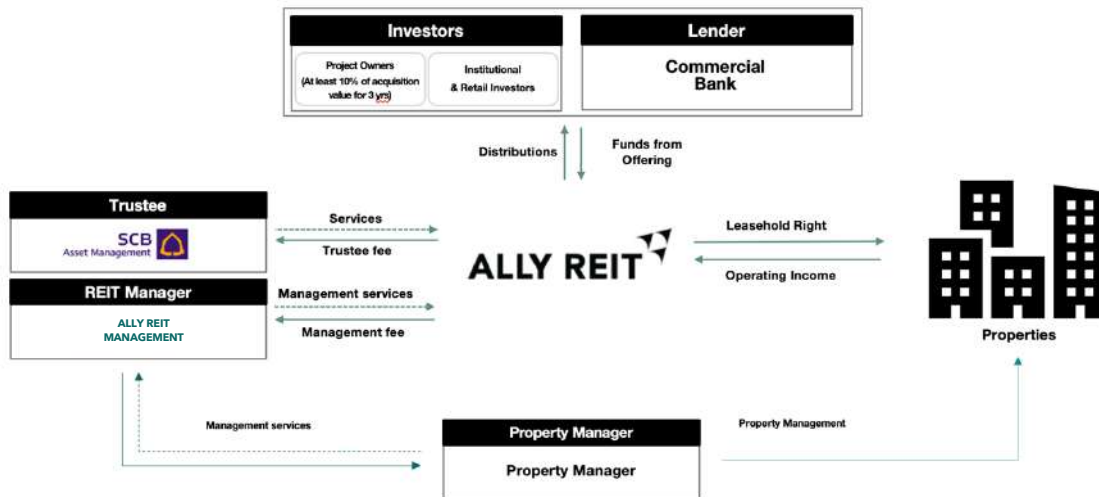 Investors
Project Owners
(At least 10% of acquisition
value for 3 yrs)
Institutional
& Retail Investors
Lender
Commercial
Bank
Distributions
Funds from
Offering
Trustee
SCB
Asset Management
Services
Trustee fee
ALLY REIT
Leasehold Right
Operating Income
REIT Manager
ALLY REIT
MANAGEMENT
Management services
Management fee
Properties
Management services
Property Management
Property Manager
Property Manager